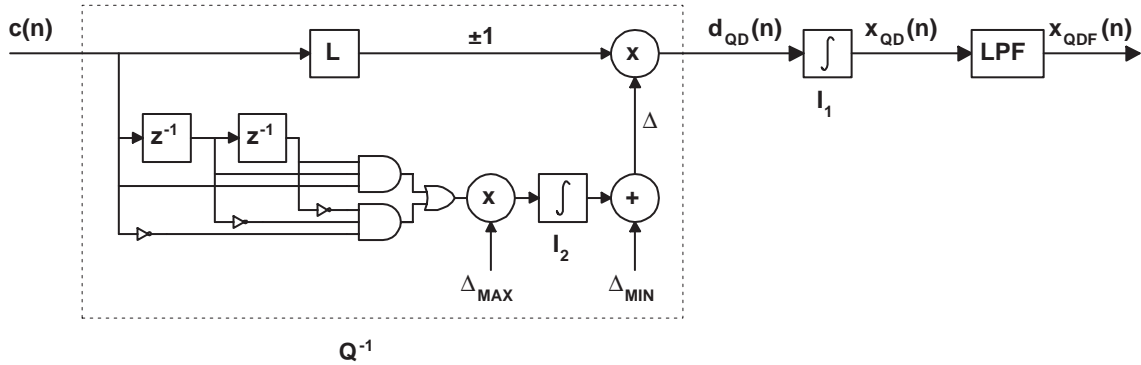 c(n)
L
±1
x
d_QD(n)
∫
I_1
x_QD(n)
LPF
x_QDF(n)
z^-1
z^-1
Δ
x
∫
I_2
+
Δ_MAX
Δ_MIN
Q^-1